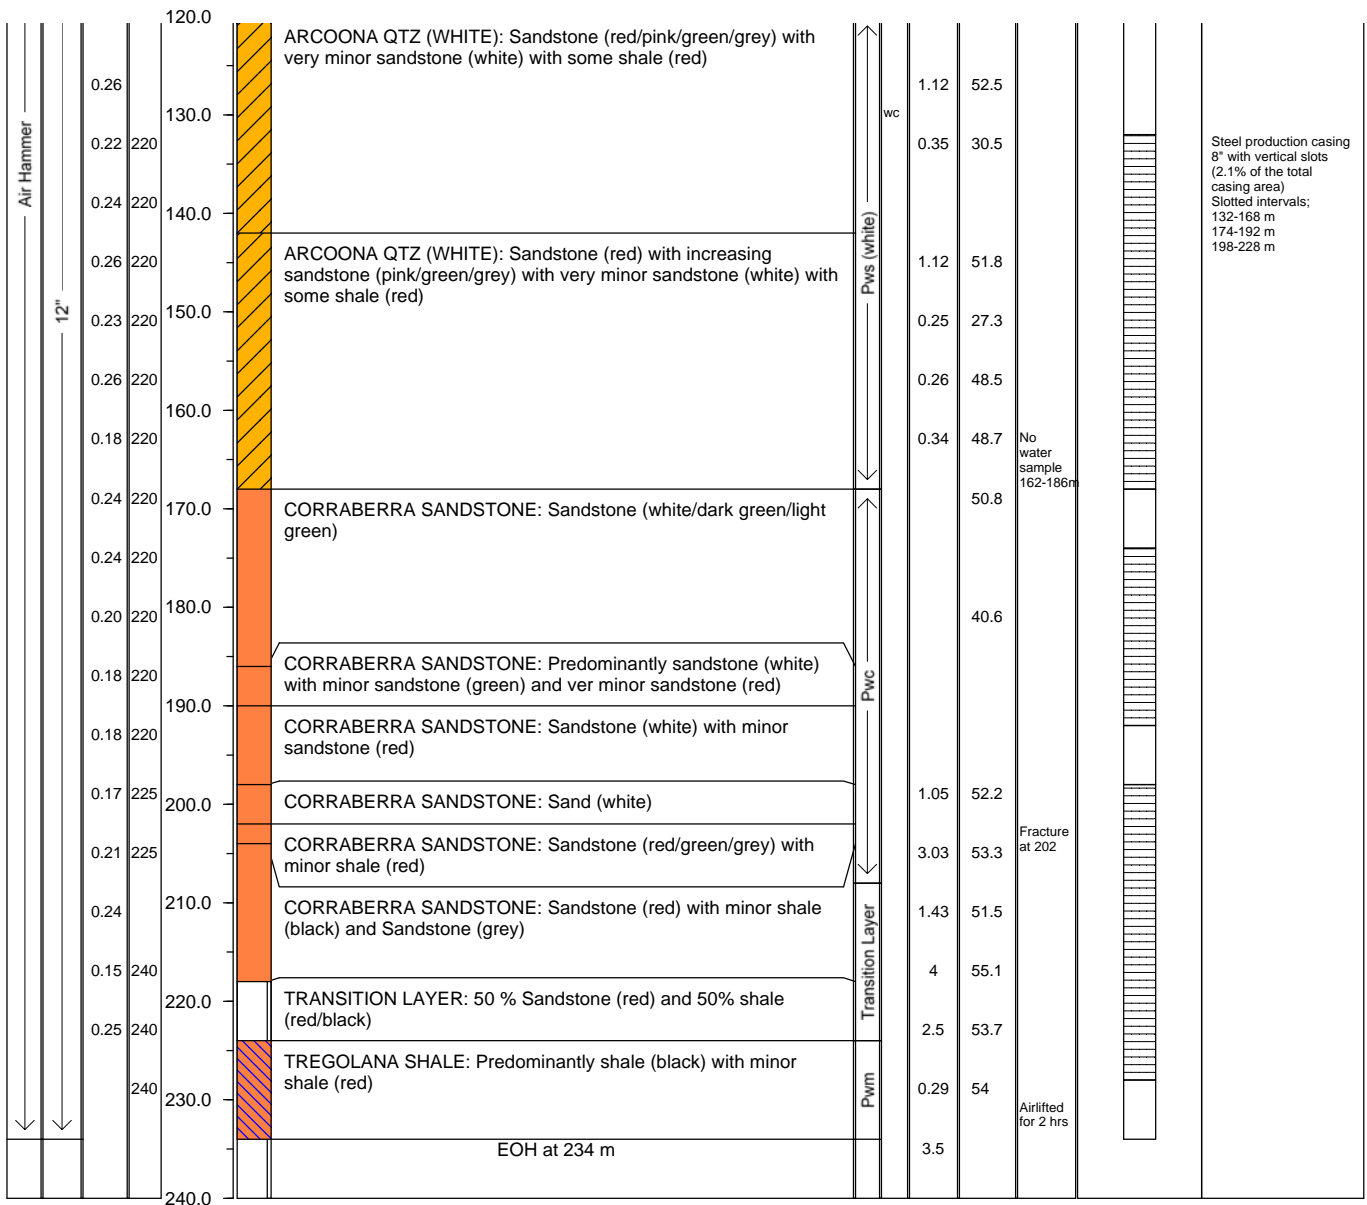 120.0
ARCOONA QTZ (WHITE): Sandstone (red/pink/green/grey) with
very minor sandstone (white) with some shale (red)
0.26
1.12
52.5
130.0
wc
Air Hammer
0.22
220
0.35
30.5
Steel production casing
8" with vertical slots
(2.1% of the total
casing area)
Slotted intervals;
132-168 m
174-192 m
198-228 m
0.24
220
140.0
Pws (white)
ARCOONA QTZ (WHITE): Sandstone (red) with increasing
sandstone (pink/green/grey) with very minor sandstone (white) with
some shale (red)
0.26
220
1.12
51.8
12"
150.0
0.23
220
0.25
27.3
0.26
220
0.26
48.5
160.0
0.18
220
0.34
48.7
No
water
sample
162-186m
0.24
220
50.8
170.0
CORRABERRA SANDSTONE: Sandstone (white/dark green/light
green)
0.24
220
180.0
0.20
220
40.6
CORRABERRA SANDSTONE: Predominantly sandstone (white)
with minor sandstone (green) and ver minor sandstone (red)
0.18
220
Pwc
190.0
CORRABERRA SANDSTONE: Sandstone (white) with minor
sandstone (red)
0.18
220
0.17
225
200.0
CORRABERRA SANDSTONE: Sand (white)
1.05
52.2
CORRABERRA SANDSTONE: Sandstone (red/green/grey) with
minor shale (red)
0.21
225
3.03
53.3
Fracture
at 202
210.0
CORRABERRA SANDSTONE: Sandstone (red) with minor shale
(black) and Sandstone (grey)
0.24
1.43
51.5
Transition Layer
0.15
240
4
55.1
220.0
TRANSITION LAYER: 50 % Sandstone (red) and 50% shale
(red/black)
0.25
240
2.5
53.7
TREGOLANA SHALE: Predominantly shale (black) with minor
shale (red)
240
Pwm
0.29
54
230.0
Airlifted
for 2 hrs
EOH at 234 m
3.5
240.0